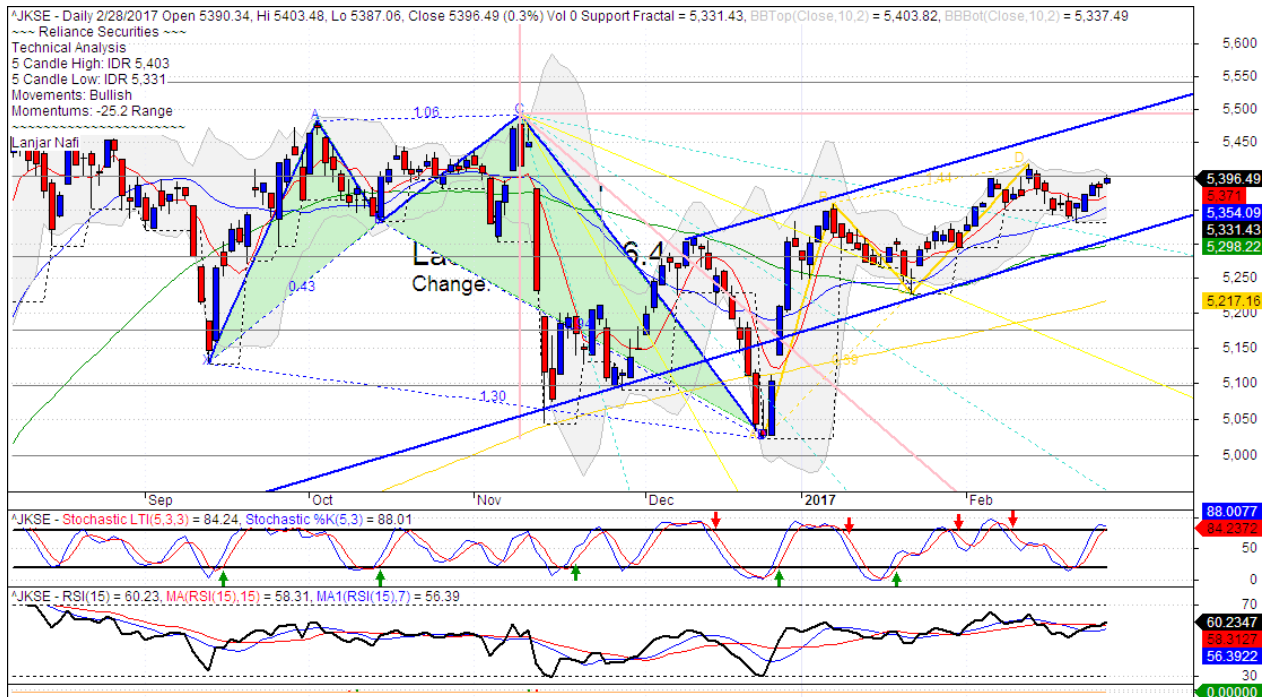 ^JKSE - Daily 2/28/2017 Open 5390.34, Hi 5403.48, Lo 5387.06, Close 5396.49 (0.3%) Vol 0 Support Fractal = 5,331.43, BBTop(Close,10,2) = 5,403.82, BBBot(Close,10,2) = 5,337.49
~~~ Reliance Securities ~~~
Technical Analysis
5 Candle High: IDR 5,403
5 Candle Low: IDR 5,331
Movements: Bullish
Momentums: -25.2 Range
~~~~~~~~~~~~~~~~~~~~~~
Lanjar Nafi
A
1.06
C
0.43
La
6.4
Change.
1.30
B
.41
D
0.59
5,600
5,550
5,500
5,450
5,396.49
5,371
5,354.09
5,331.43
5,298.22
5,250
5,217.16
5,200
5,150
5,100
5,050
5,000
Sep
Oct
Nov
Dec
2017
Feb
^JKSE - Stochastic LTI(5,3,3) = 84.24, Stochastic %K(5,3) = 88.01
88.0077
84.2372
50
0
^JKSE - RSI(15) = 60.23, MA(RSI(15),15) = 58.31, MA1(RSI(15),7) = 56.39
70
60.2347
58.3127
56.3922
30
0.00000